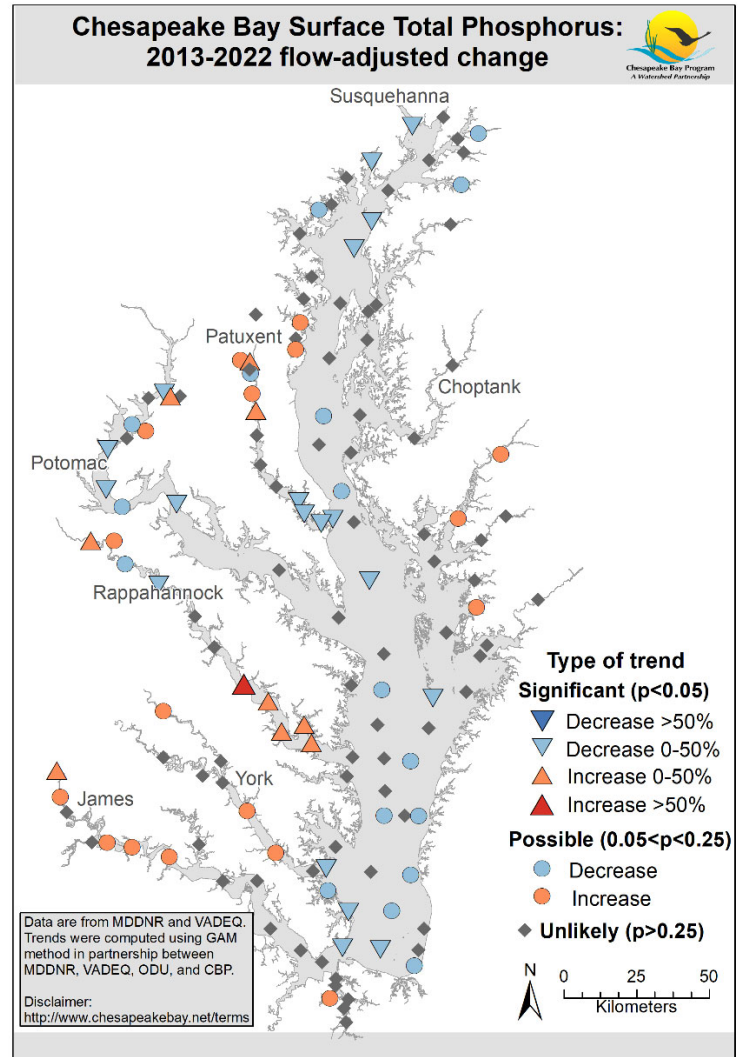 Chesapeake Bay Surface Total Phosphorus:
2013-2022 flow-adjusted change
Chesapeake Bay Program
A Watershed Partnership
Susquehanna
Patuxent
Choptank
Potomac
Rappahannock
York
James
Type of trend
Significant (p<0.05)
Decrease >50%
Decrease 0-50%
Increase 0-50%
Increase >50%
Possible (0.05<p<0.25)
Decrease
Increase
Unlikely (p>0.25)
Data are from MDDNR and VADEQ.
Trends were computed using GAM
method in partnership between
MDDNR, VADEQ, ODU, and CBP.
Disclaimer:
http://www.chesapeakebay.net/terms
N
0 50
Kilometers